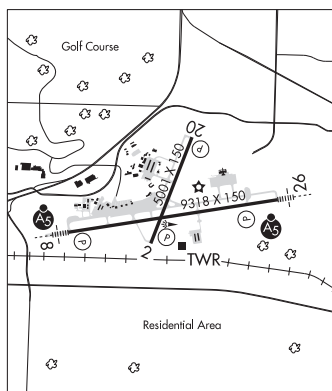 Golf Course
20
P
5001 X 150
9318 X 150
26
A5
P
P
P
A5
8
2
TWR
Residential Area